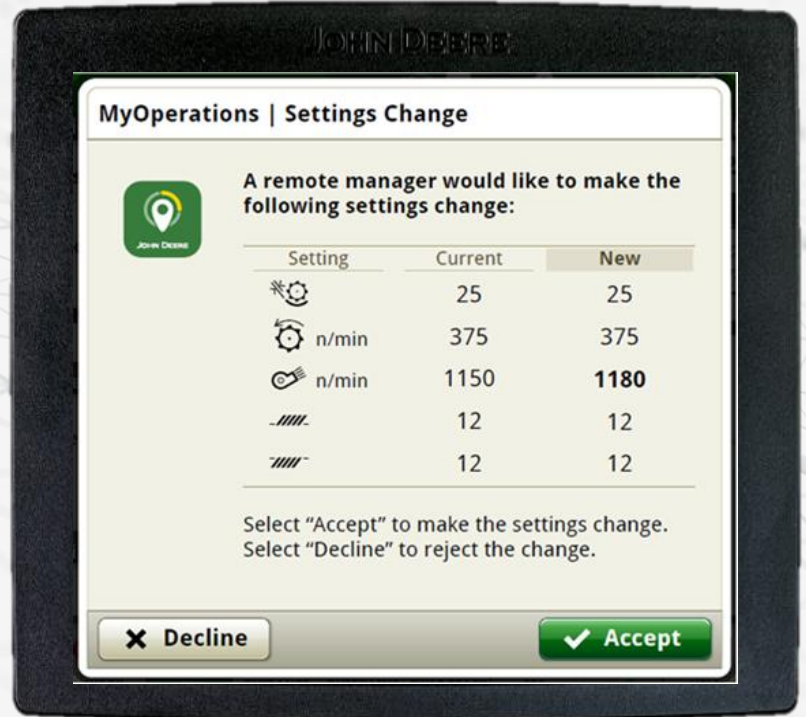 JOHN DEERE
MyOperations | Settings Change
A remote manager would like to make the
following settings change:
JOHN DEERE
Setting Current New
25 25
n/min 375 375
n/min 1150 1180
12 12
12 12
Select “Accept” to make the settings change.
Select “Decline” to reject the change.
Decline Accept